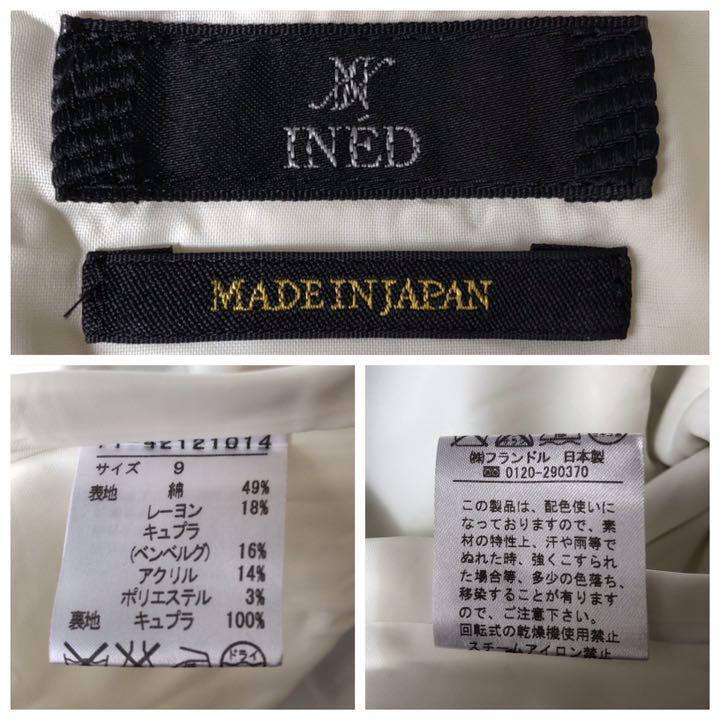 INÉD
MADE IN JAPAN
42121014
サイズ 9
表地 綿 49%
レーヨン 18%
キュプラ
(ベンベルグ) 16%
アクリル 14%
ポリエステル 3%
裏地 キュプラ 100%
ドライ
㈱フランドル 日本製
0120-290370
この製品は、配色使いに
なっておりますので、素
材の特性上、汗や雨等で
ぬれた時、強くこすられ
た場合等、多少の色落ち、
移染することが有ります
ので、ご注意下さい。
回転式の乾燥機使用禁止
スチームアイロン禁止